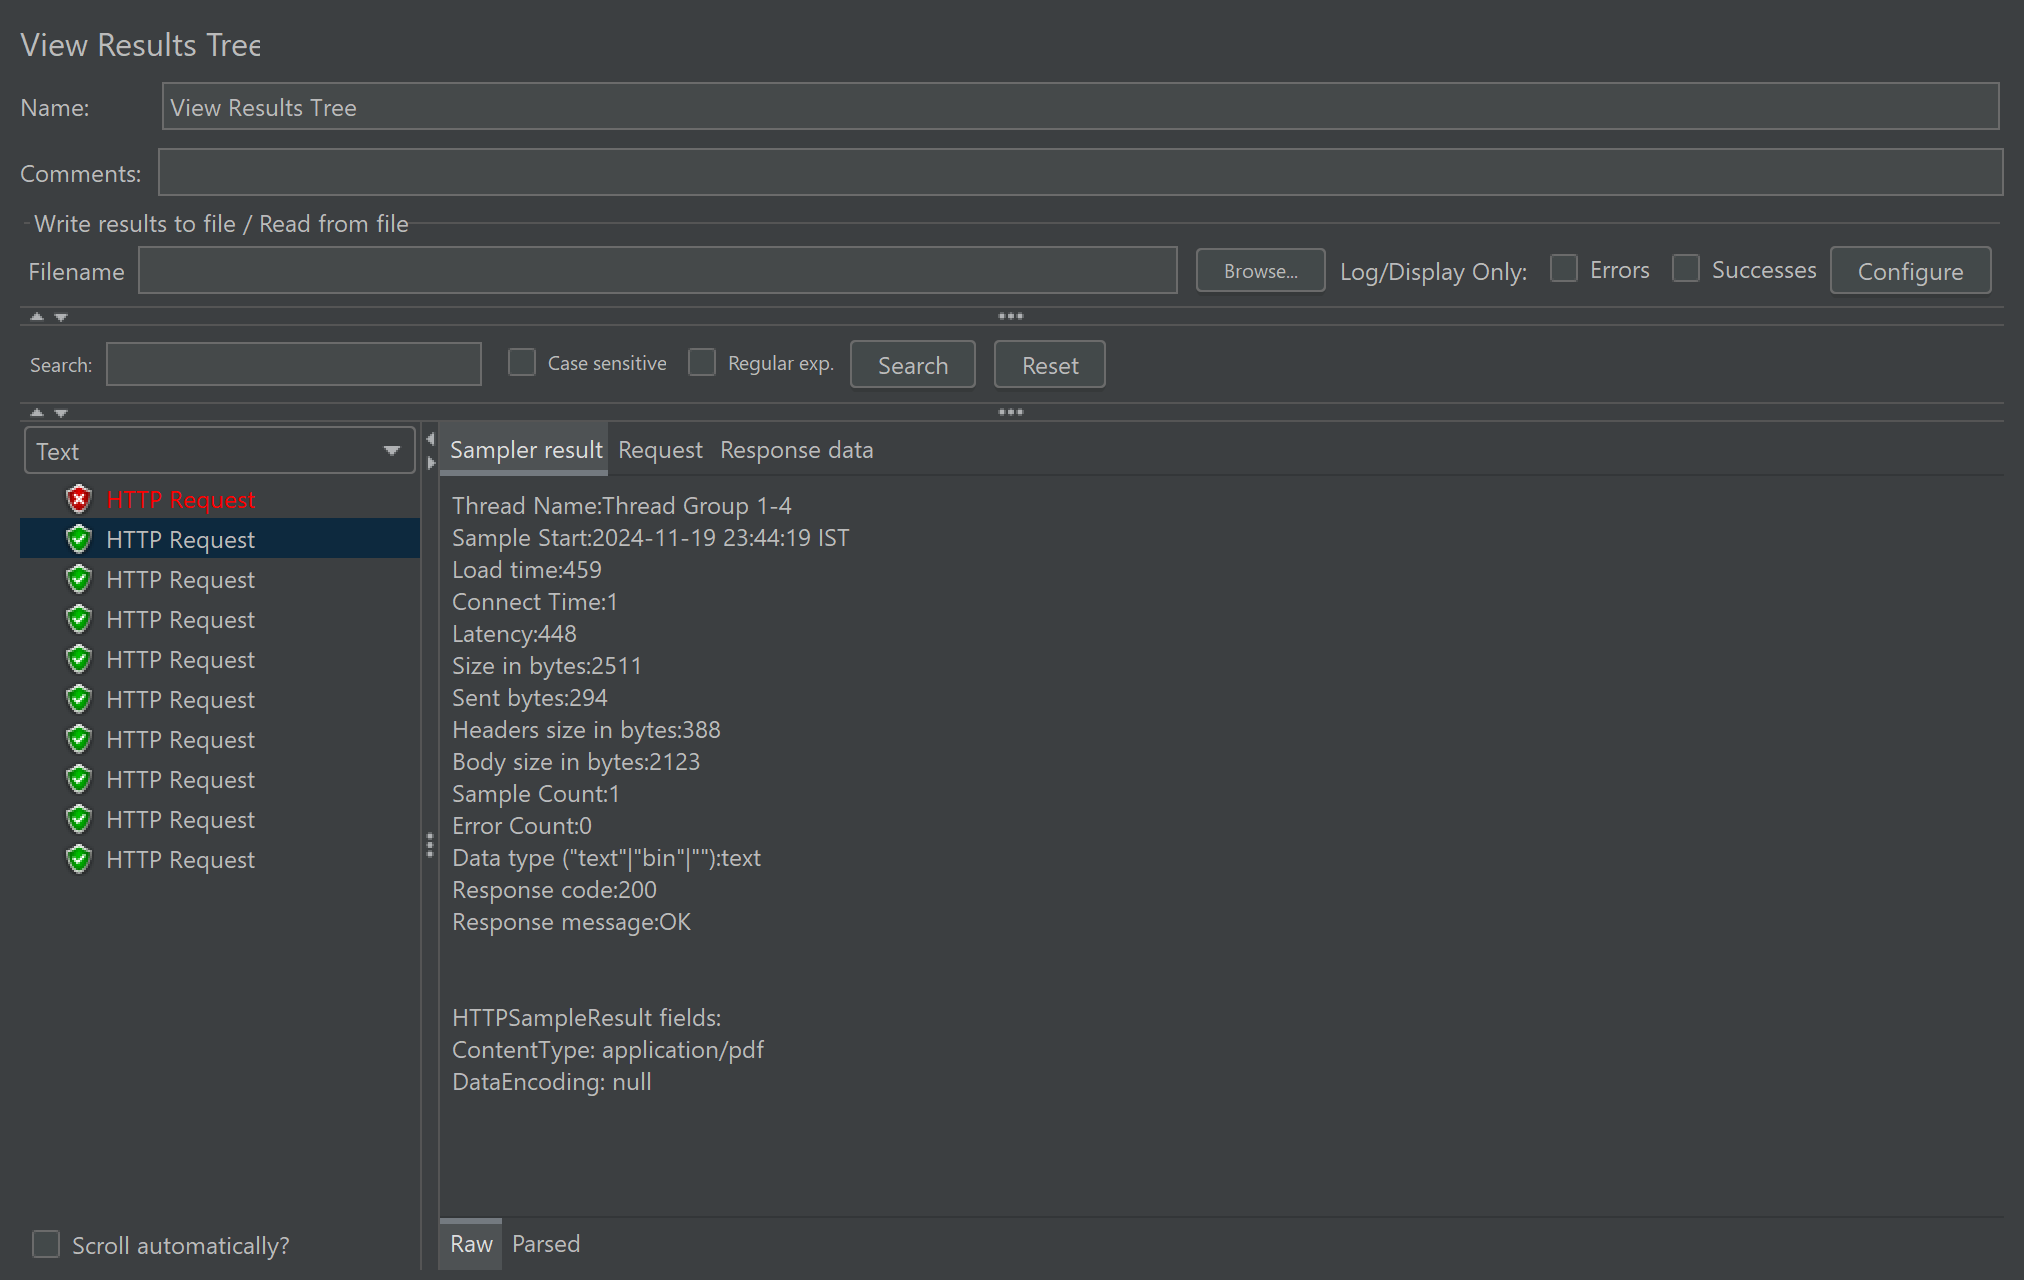 View Results Tree
Name: View Results Tree
Comments:
Write results to file / Read from file
Filename Browse... Log/Display Only: Errors Successes Configure
Search: Case sensitive Regular exp. Search Reset
Text
HTTP Request
HTTP Request
HTTP Request
HTTP Request
HTTP Request
HTTP Request
HTTP Request
HTTP Request
HTTP Request
HTTP Request
Scroll automatically?
Sampler result Request Response data
Thread Name:Thread Group 1-4
Sample Start:2024-11-19 23:44:19 IST
Load time:459
Connect Time:1
Latency:448
Size in bytes:2511
Sent bytes:294
Headers size in bytes:388
Body size in bytes:2123
Sample Count:1
Error Count:0
Data type ("text"|"bin"|""):text
Response code:200
Response message:OK
HTTPSampleResult fields:
ContentType: application/pdf
DataEncoding: null
Raw Parsed